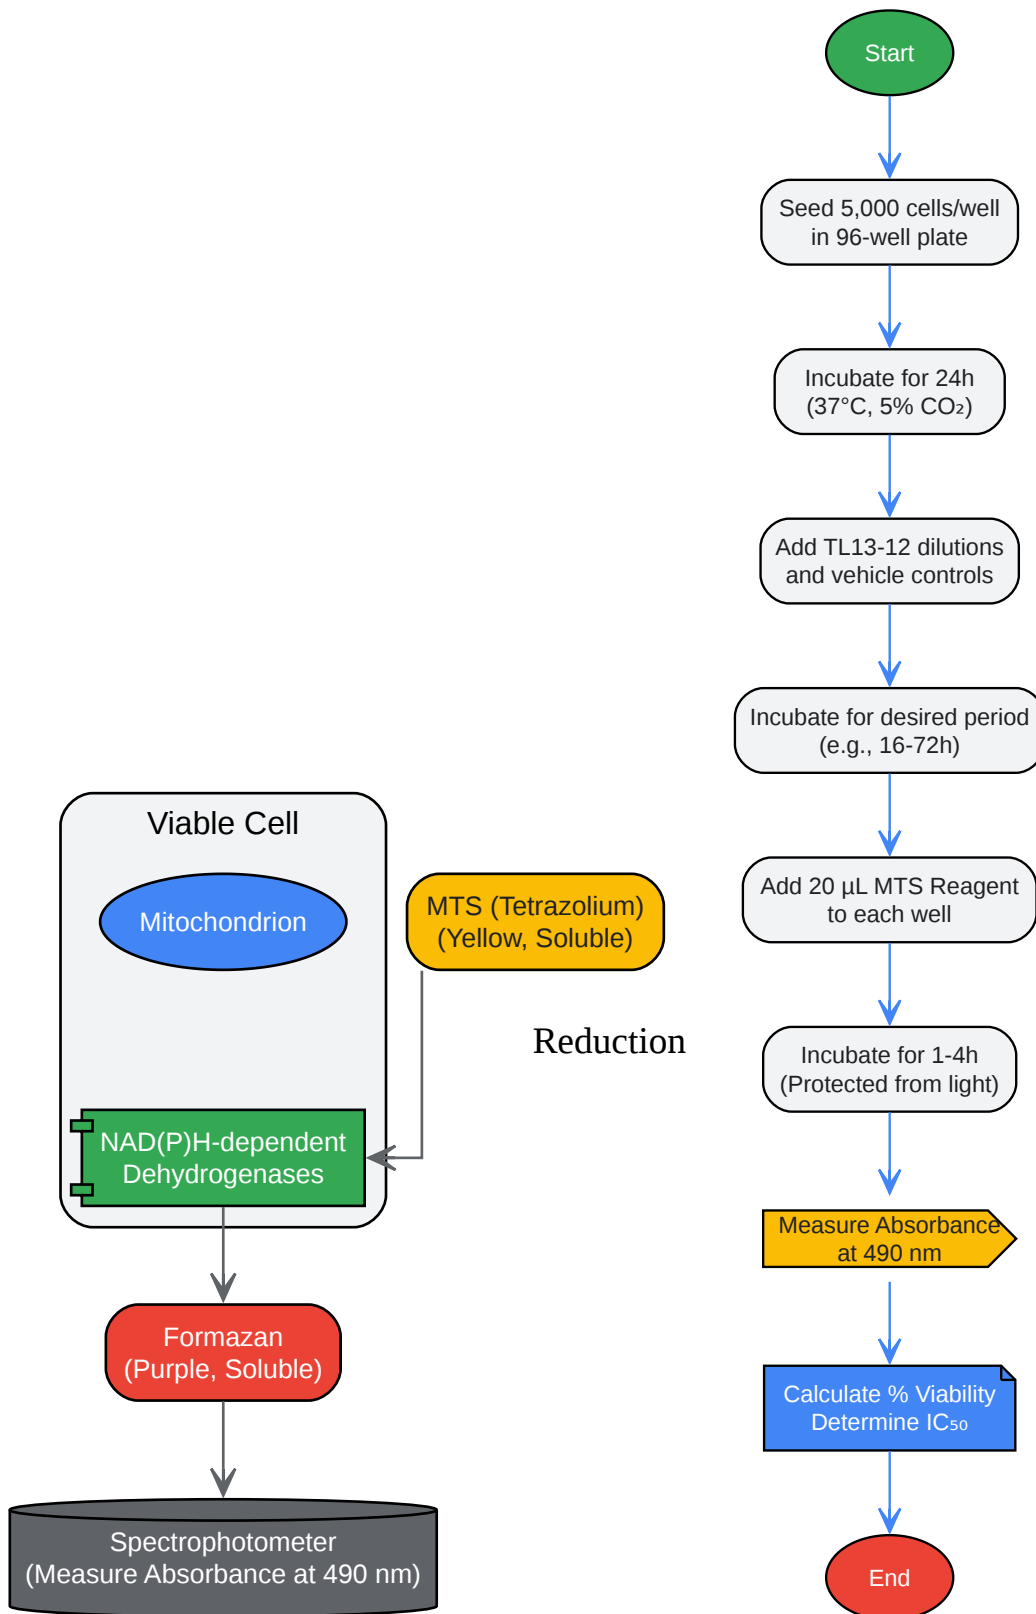 Viable Cell
Mitochondrion
MTS (Tetrazolium)
(Yellow, Soluble)
Reduction
NAD(P)H-dependent
Dehydrogenases
Formazan
(Purple, Soluble)
Spectrophotometer
(Measure Absorbance at 490 nm)
Start
Seed 5,000 cells/well
in 96-well plate
Incubate for 24h
(37°C, 5% CO₂)
Add TL13-12 dilutions
and vehicle controls
Incubate for desired period
(e.g., 16-72h)
Add 20 µL MTS Reagent
to each well
Incubate for 1-4h
(Protected from light)
Measure Absorbance
at 490 nm
Calculate % Viability
Determine IC₅₀
End